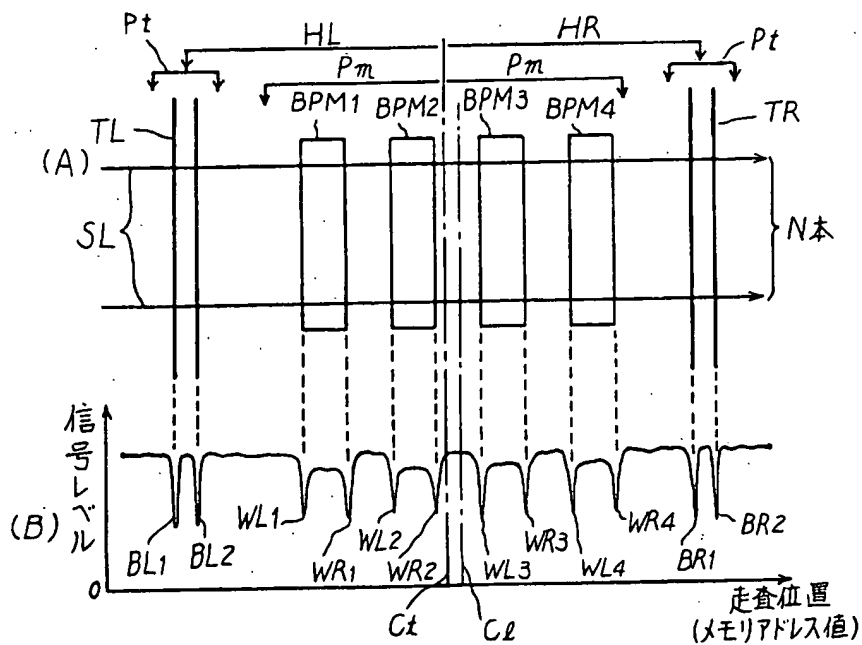 Pt HL HR Pt
Pm Pm
BPM1 BPM2 BPM3 BPM4
TL TR
(A)
SL N本
信号レベル
(B)
BL1 BL2 WL1 WR1 WL2 WR2 WL3 WR3 WL4 WR4 BR1 BR2
0
Ct Cl
走査位置
(メモリアドレス値)